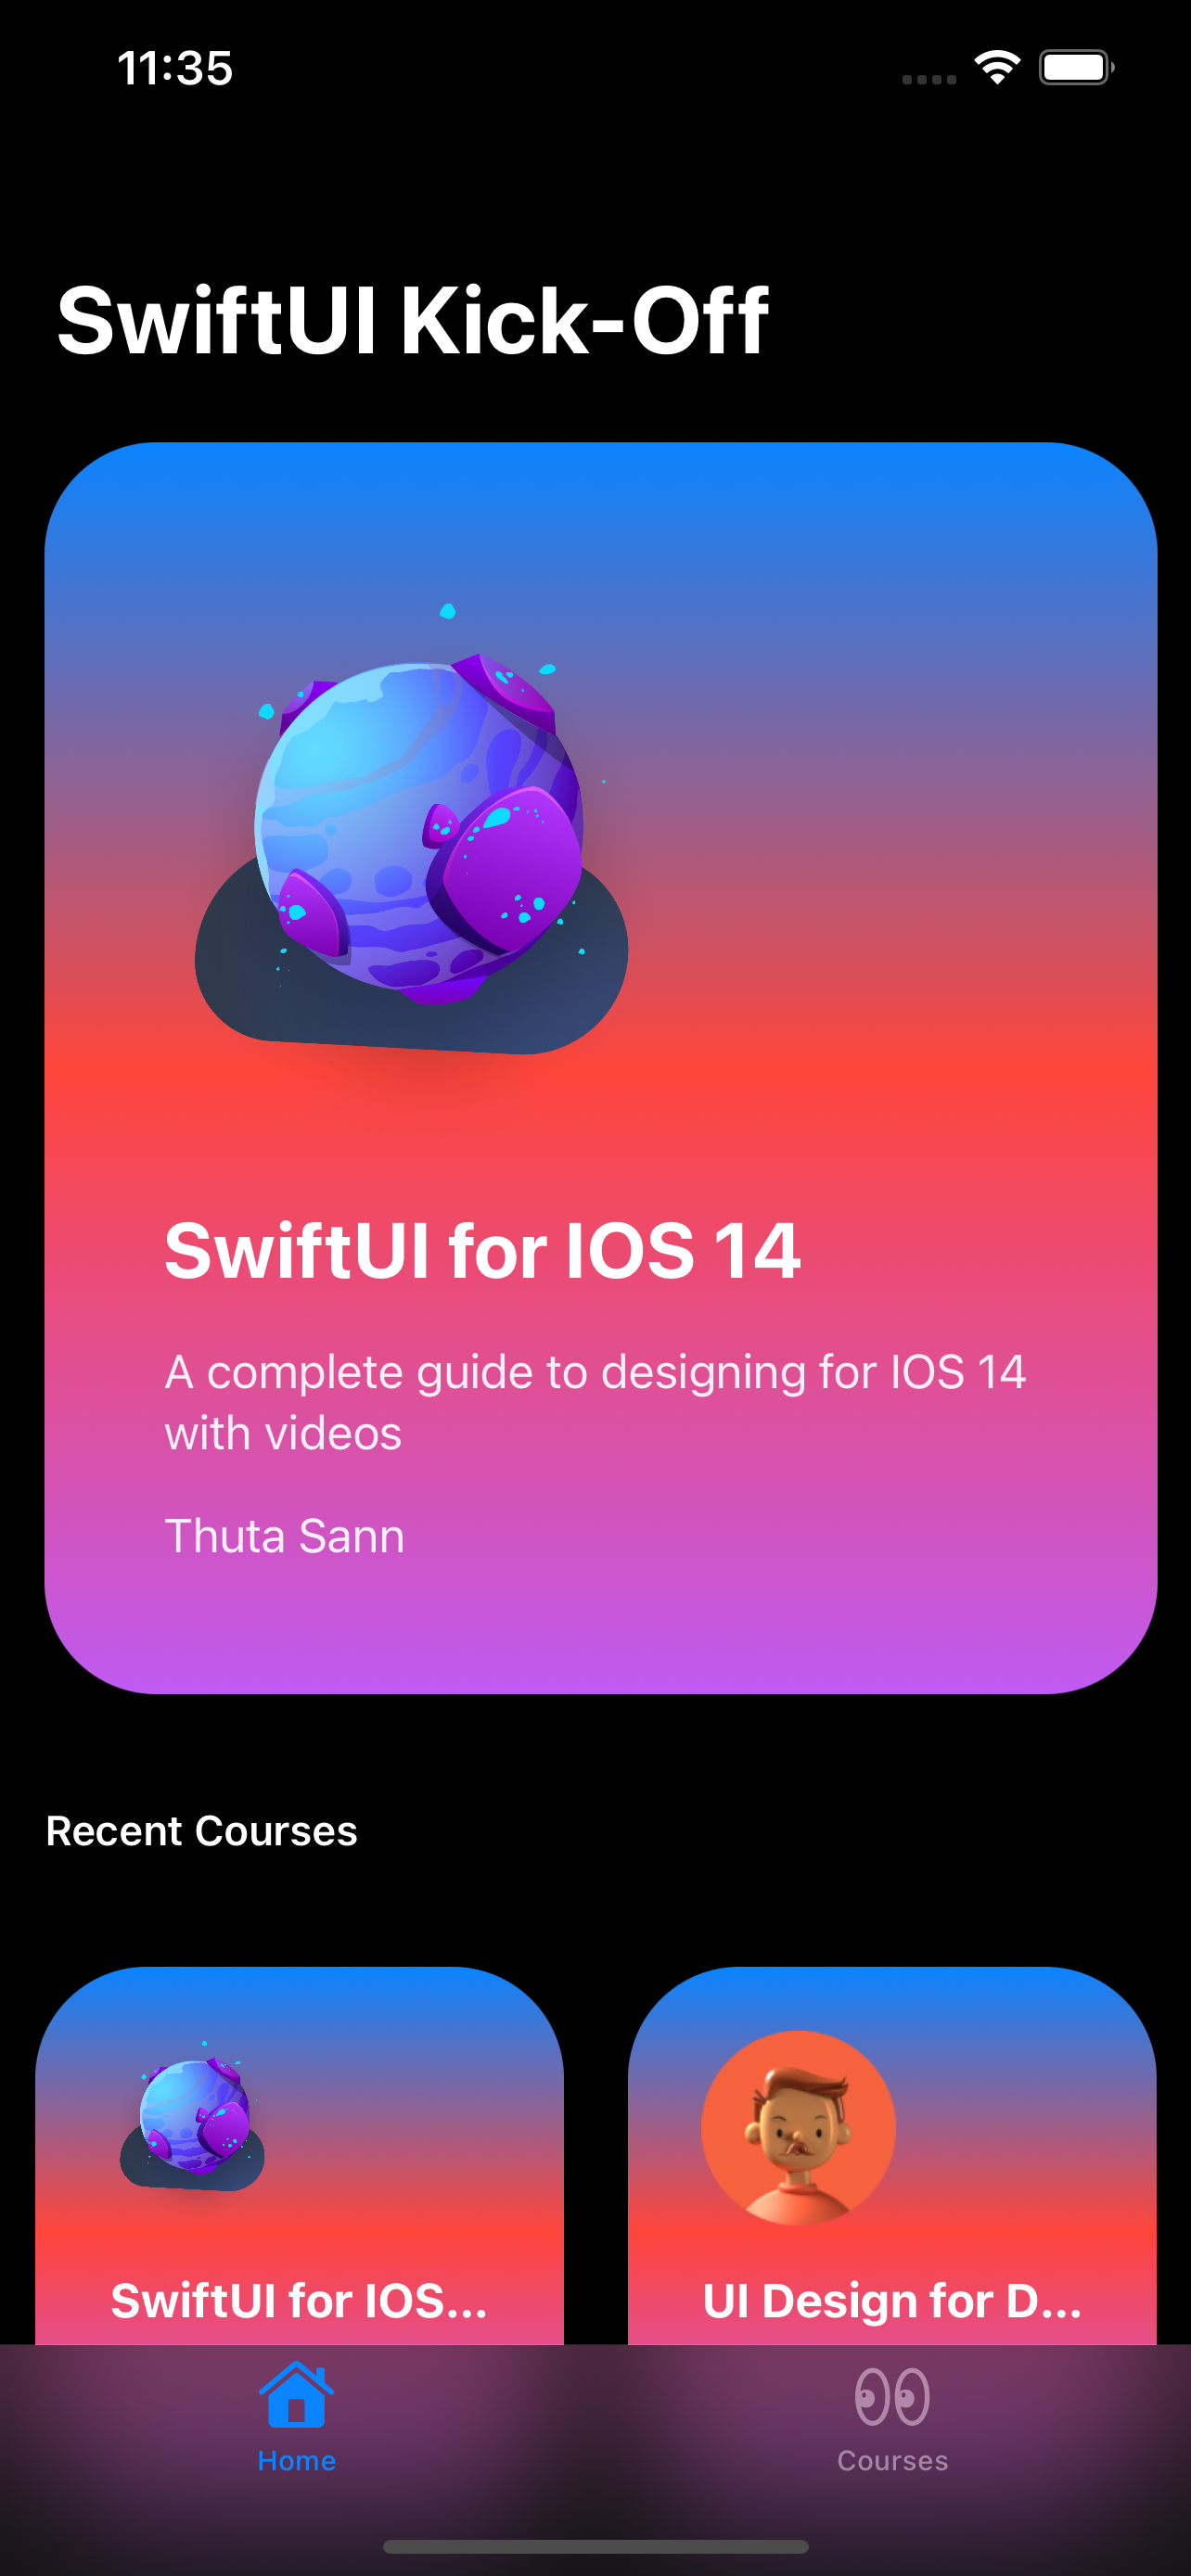 11:35
SwiftUI Kick-Off
SwiftUI for IOS 14
A complete guide to designing for IOS 14
with videos
Thuta Sann
Recent Courses
SwiftUI for IOS...
UI Design for D...
Home
Courses